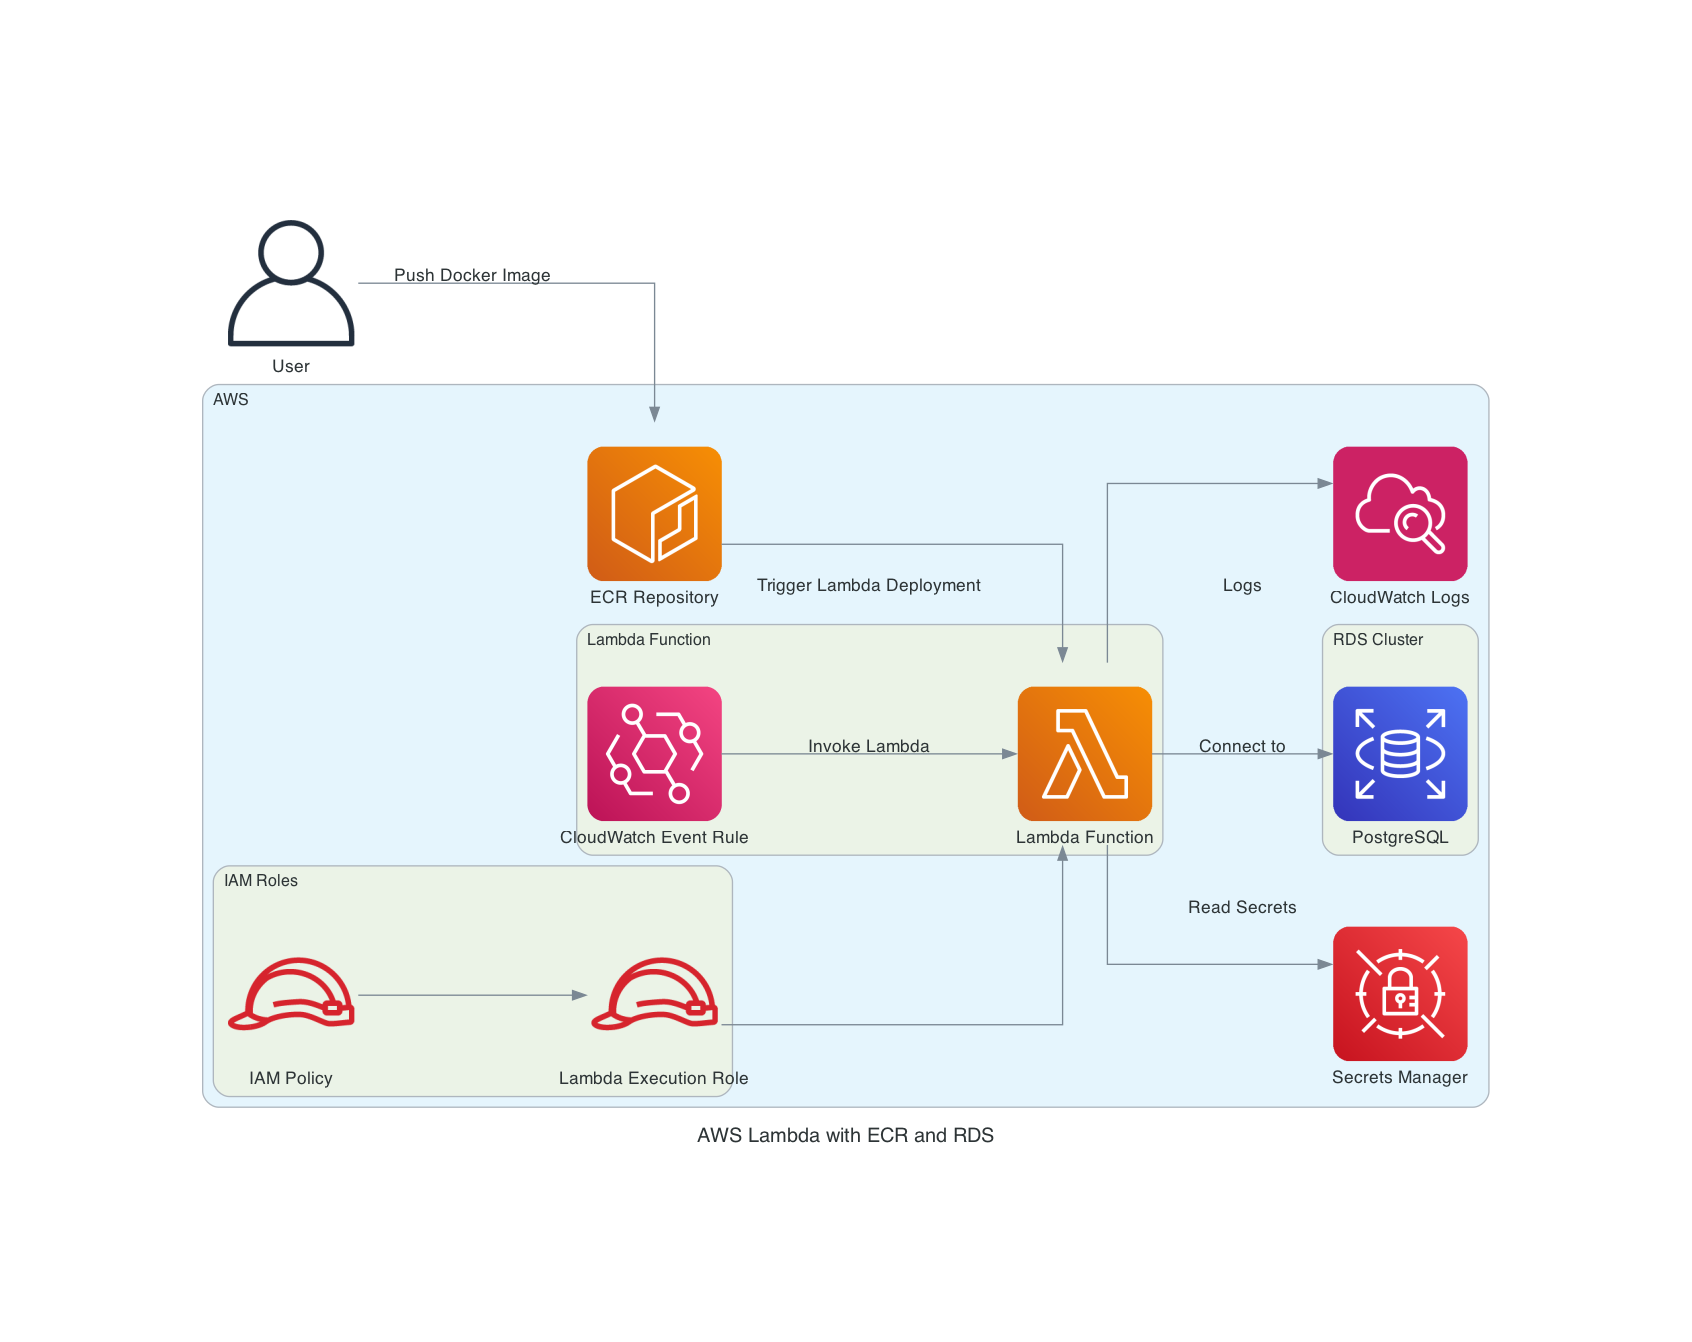 Push Docker Image
User
AWS
ECR Repository
Trigger Lambda Deployment
Logs
CloudWatch Logs
Lambda Function
RDS Cluster
Invoke Lambda
Connect to
CloudWatch Event Rule
Lambda Function
PostgreSQL
IAM Roles
Read Secrets
IAM Policy
Lambda Execution Role
Secrets Manager
AWS Lambda with ECR and RDS